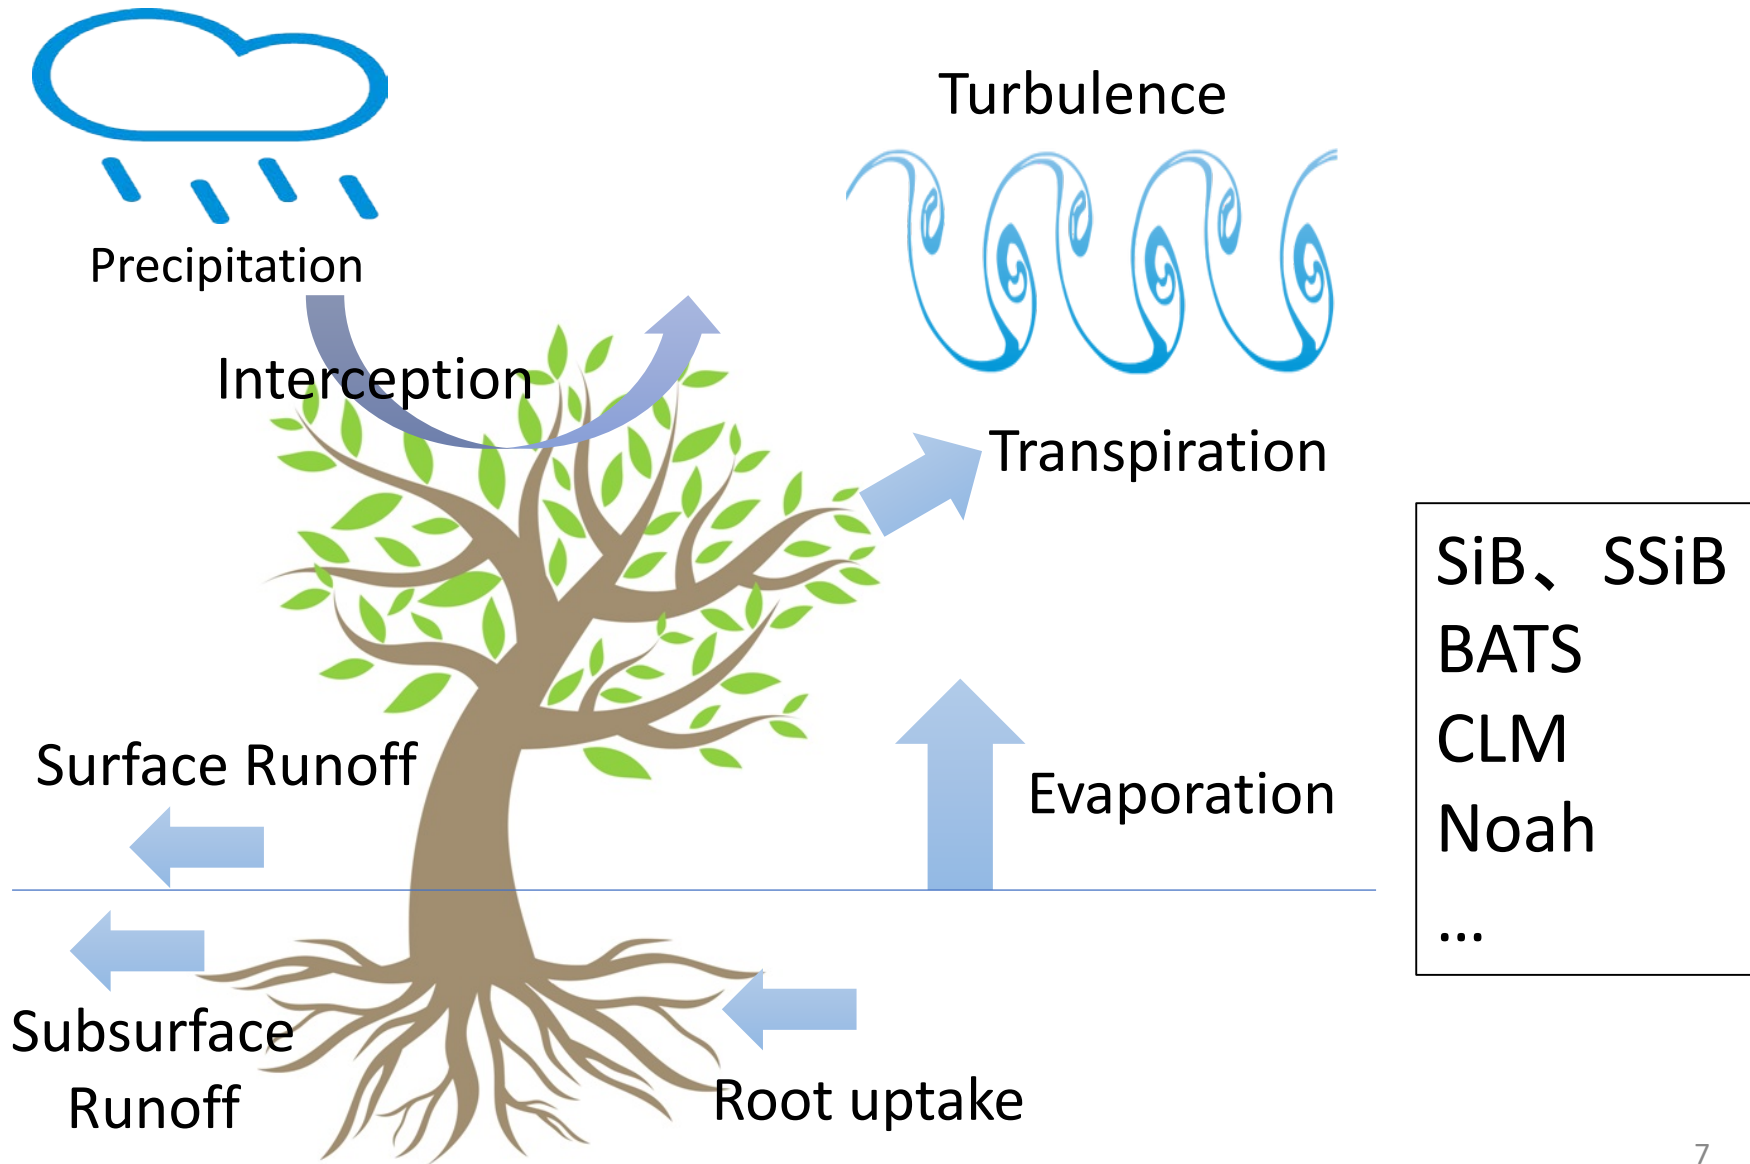 Turbulence
Precipitation
Interception
Transpiration
SiB、 SSiB
BATS
CLM
Noah
...
Surface Runoff
Evaporation
Subsurface
Runoff
Root uptake
7